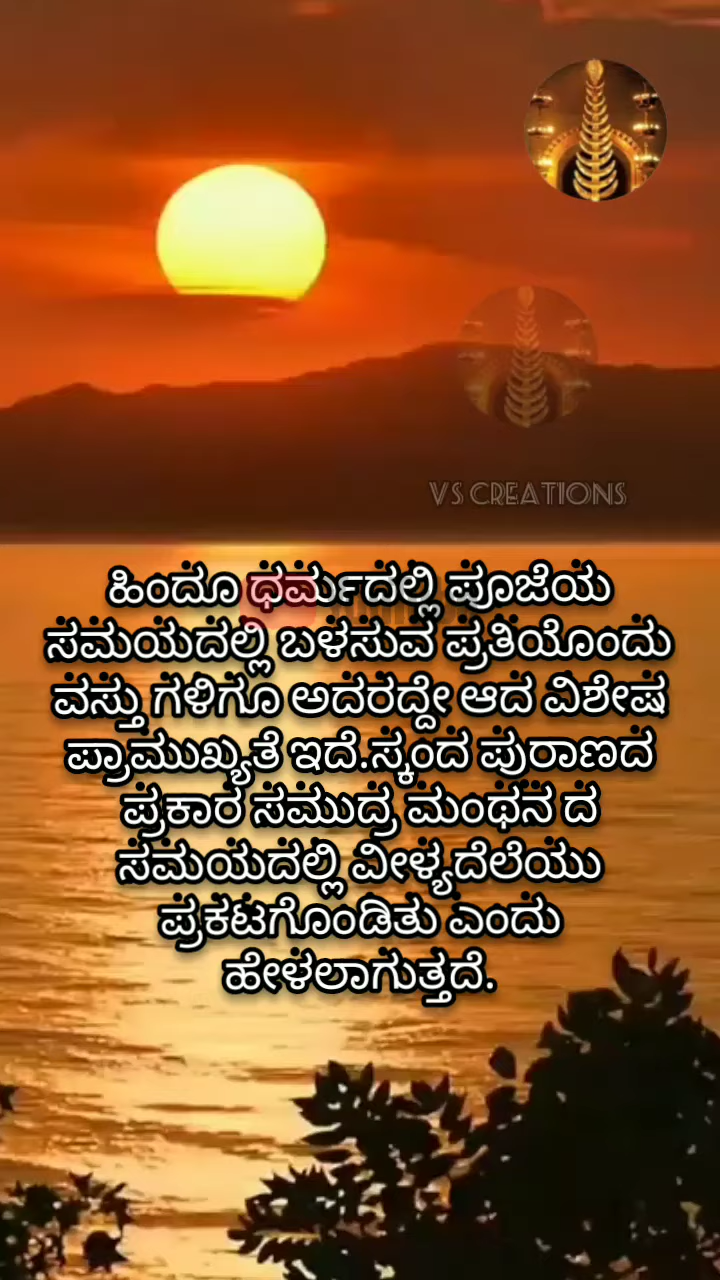 VS CREATIONS
ಹಿಂದೂ ಧರ್ಮದಲ್ಲಿ ಪೂಜೆಯ
ಸಮಯದಲ್ಲಿ ಬಳಸುವ ಪ್ರತಿಯೊಂದು
ವಸ್ತು ಗಳಿಗೂ ಅದರದ್ದೇ ಆದ ವಿಶೇಷ
ಪ್ರಾಮುಖ್ಯತೆ ಇದೆ.ಸ್ಕಂದ ಪುರಾಣದ
ಪ್ರಕಾರ ಸಮುದ್ರ ಮಂಥನ ದ
ಸಮಯದಲ್ಲಿ ವೀಳ್ಯದೆಲೆಯು
ಪ್ರಕಟಗೊಂಡಿತು ಎಂದು
ಹೇಳಲಾಗುತ್ತದೆ.